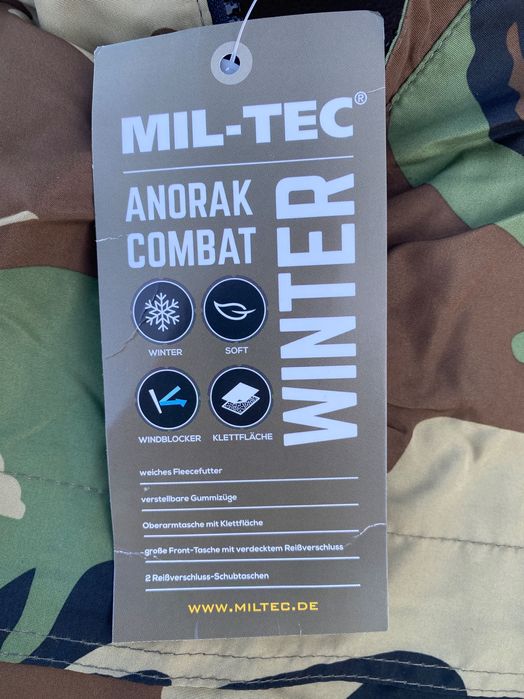 MIL-TEC®
ANORAK
COMBAT
WINTER
WINTER
SOFT
WINDBLOCKER
KLETTFLÄCHE
weiches Fleecefutter
verstellbare Gummizüge
Oberarmtasche mit Klettfläche
große Front-Tasche mit verdecktem Reißverschluss
2 Reißverschluss-Schubtaschen
WWW.MILTEC.DE